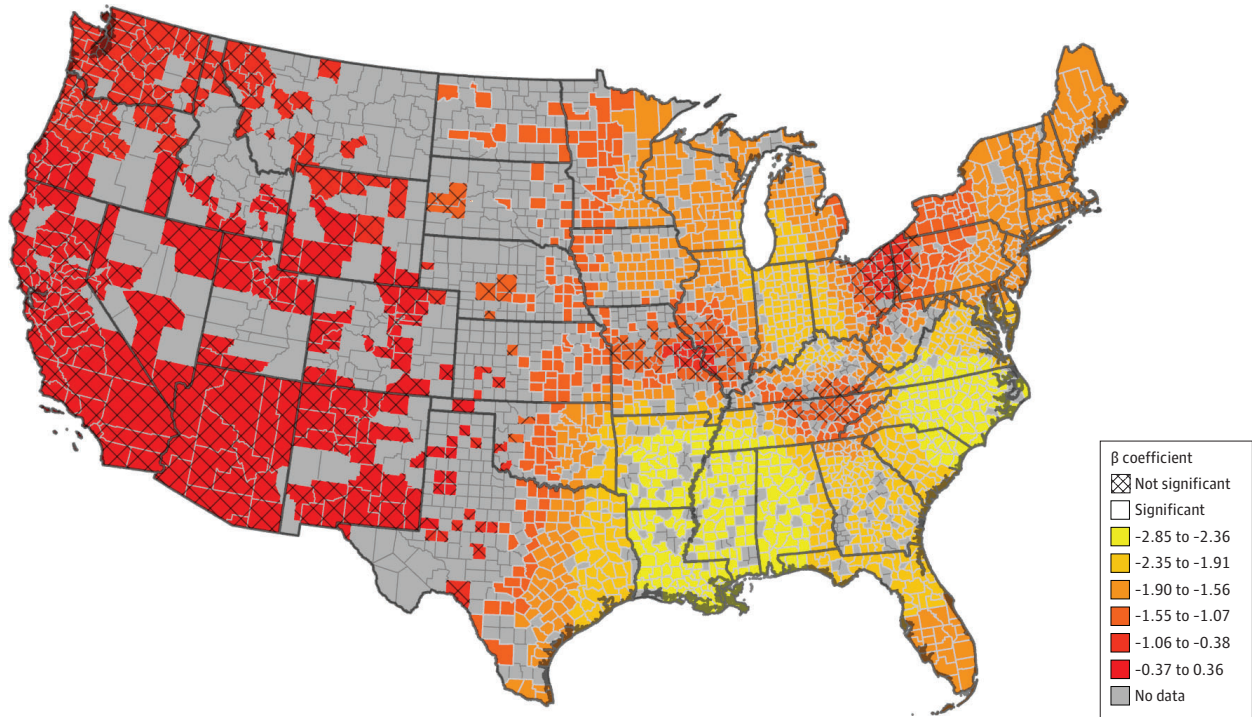 β coefficient
Not significant
Significant
-2.85 to -2.36
-2.35 to -1.91
-1.90 to -1.56
-1.55 to -1.07
-1.06 to -0.38
-0.37 to 0.36
No data